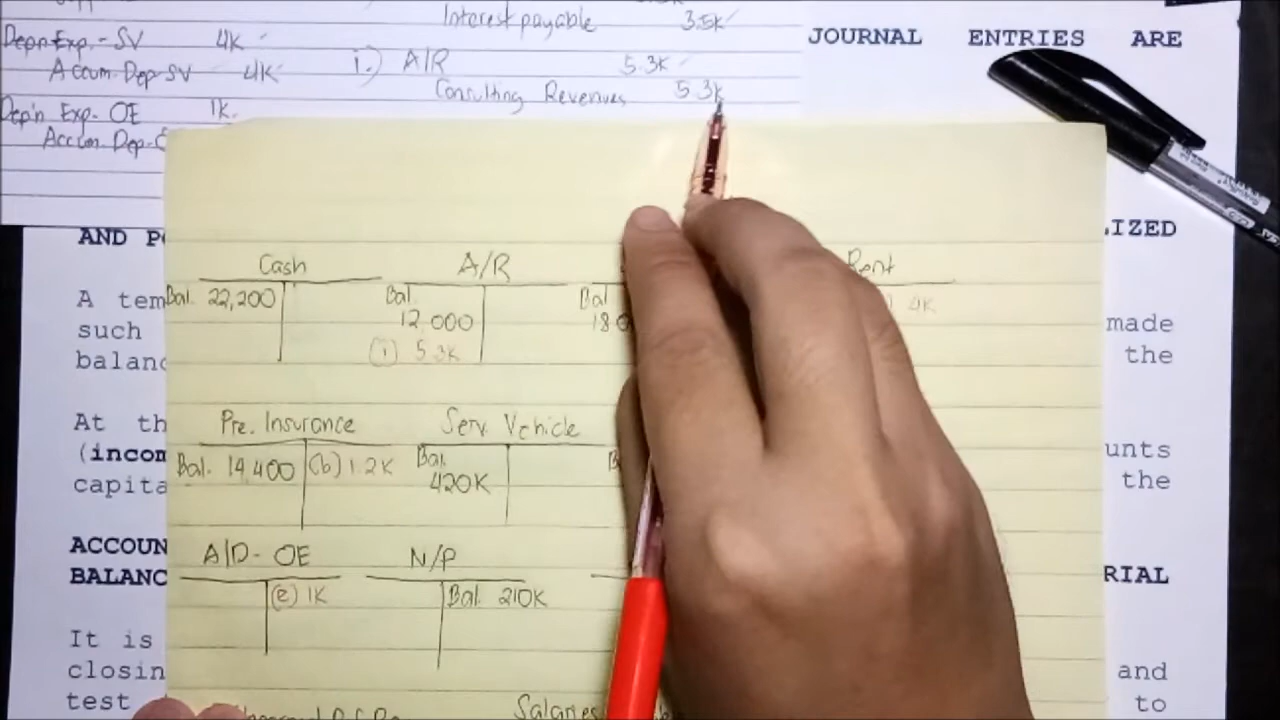 Interest payable 3.5K
Dep'n Exp.- SV 4K
Accum Dep SV 4K
i.) A/R 5.3K
Consulting Revenues 5.3K
Dep'n Exp. OE 1K.
Accum Dep-
JOURNAL ENTRIES ARE
AND
A tem
such
balanc
made
the
At th
(incom
capita
unts
the
ACCOUN
BALANC
RIAL
It is
closin
test
and
to
Cash
Bal. 22,200
A/R
Bal.
12,000
(i) 5.3K
Bal
Rent
4K
Pre. Insurance
Bal. 14,400 (b) 1.2K
Serv. Vehicle
Bal.
420K
A/D- OE
(e) 1K
N/P
Bal. 210K
Salaries